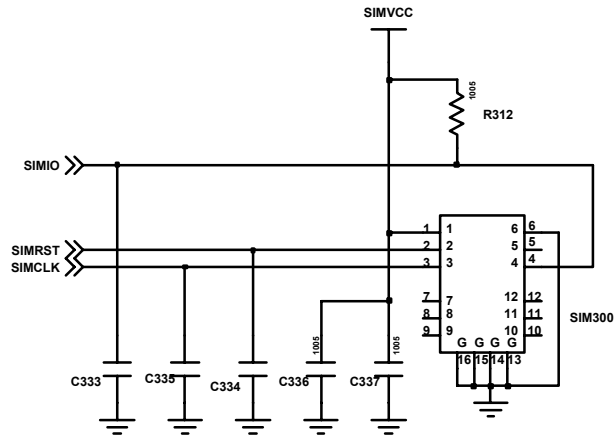 SIMVCC
1005
R312
SIMIO
SIMRST
SIMCLK
1 1 6 6
2 2 5 5
3 3 4 4
7 7 12 12
8 8 11 11
9 9 10 10
SIM300
G G G G
16 15 14 13
1005 1005
C333 C335 C334 C336 C337